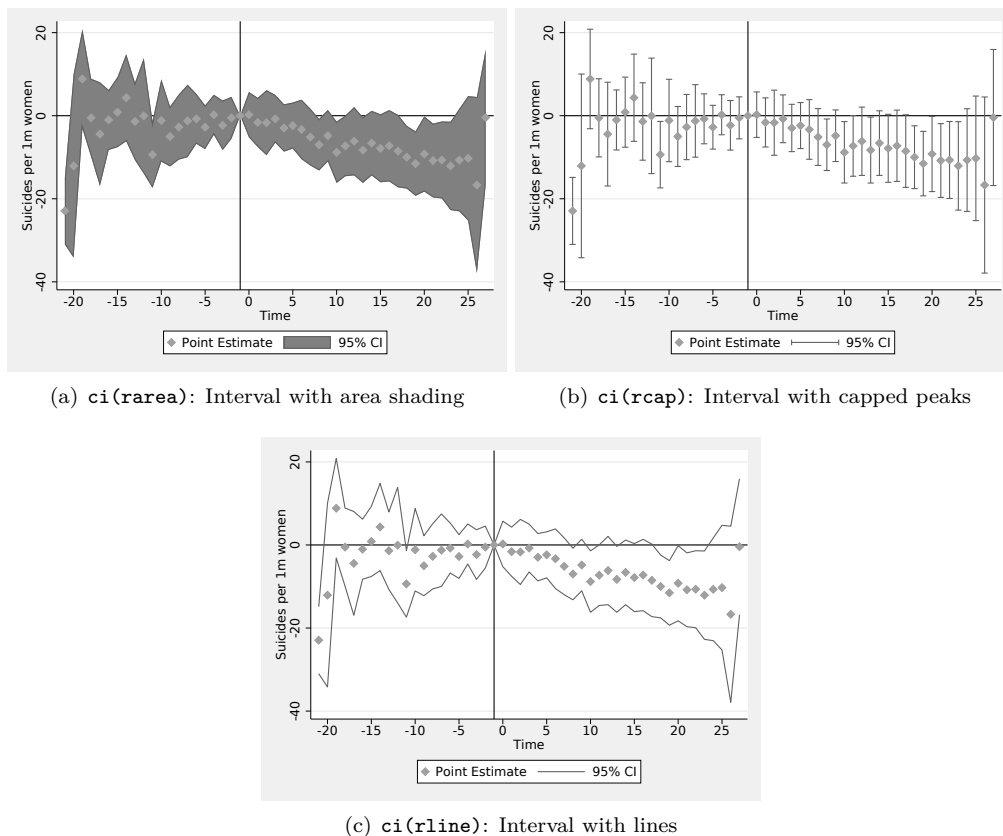 20
0
-20
-40
Suicides per 1m women
-20 -15 -10 -5 0 5 10 15 20 25
Time
Point Estimate 95% CI
(a) ci(rarea): Interval with area shading
20
0
-20
-40
Suicides per 1m women
-20 -15 -10 -5 0 5 10 15 20 25
Time
Point Estimate 95% CI
(b) ci(rcap): Interval with capped peaks
20
0
-20
-40
Suicides per 1m women
-20 -15 -10 -5 0 5 10 15 20 25
Time
Point Estimate 95% CI
(c) ci(rline): Interval with lines